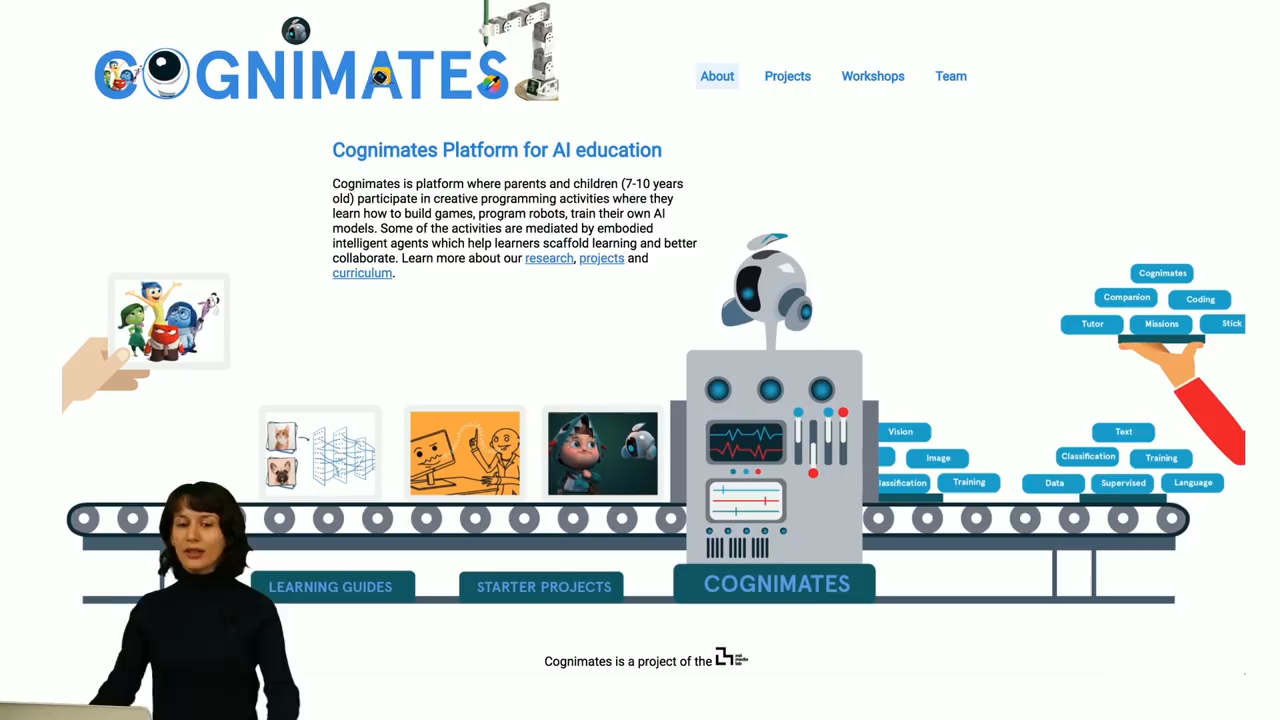 COGNIMATES
About
Projects
Workshops
Team
Cognimates Platform for AI education
Cognimates is platform where parents and children (7-10 years
old) participate in creative programming activities where they
learn how to build games, program robots, train their own AI
models. Some of the activities are mediated by embodied
intelligent agents which help learners scaffold learning and better
collaborate. Learn more about our research, projects and
curriculum.
Cognimates
Companion
Coding
Tutor
Missions
Stick
Vision
Image
lassification
Training
Text
Classification
Training
Data
Supervised
Language
LEARNING GUIDES
STARTER PROJECTS
COGNIMATES
Cognimates is a project of the
mit
media
lab